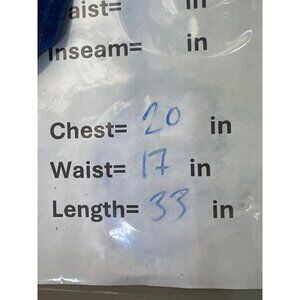 aist= in
Inseam= in
Chest= 20 in
Waist= 17 in
Length= 33 in